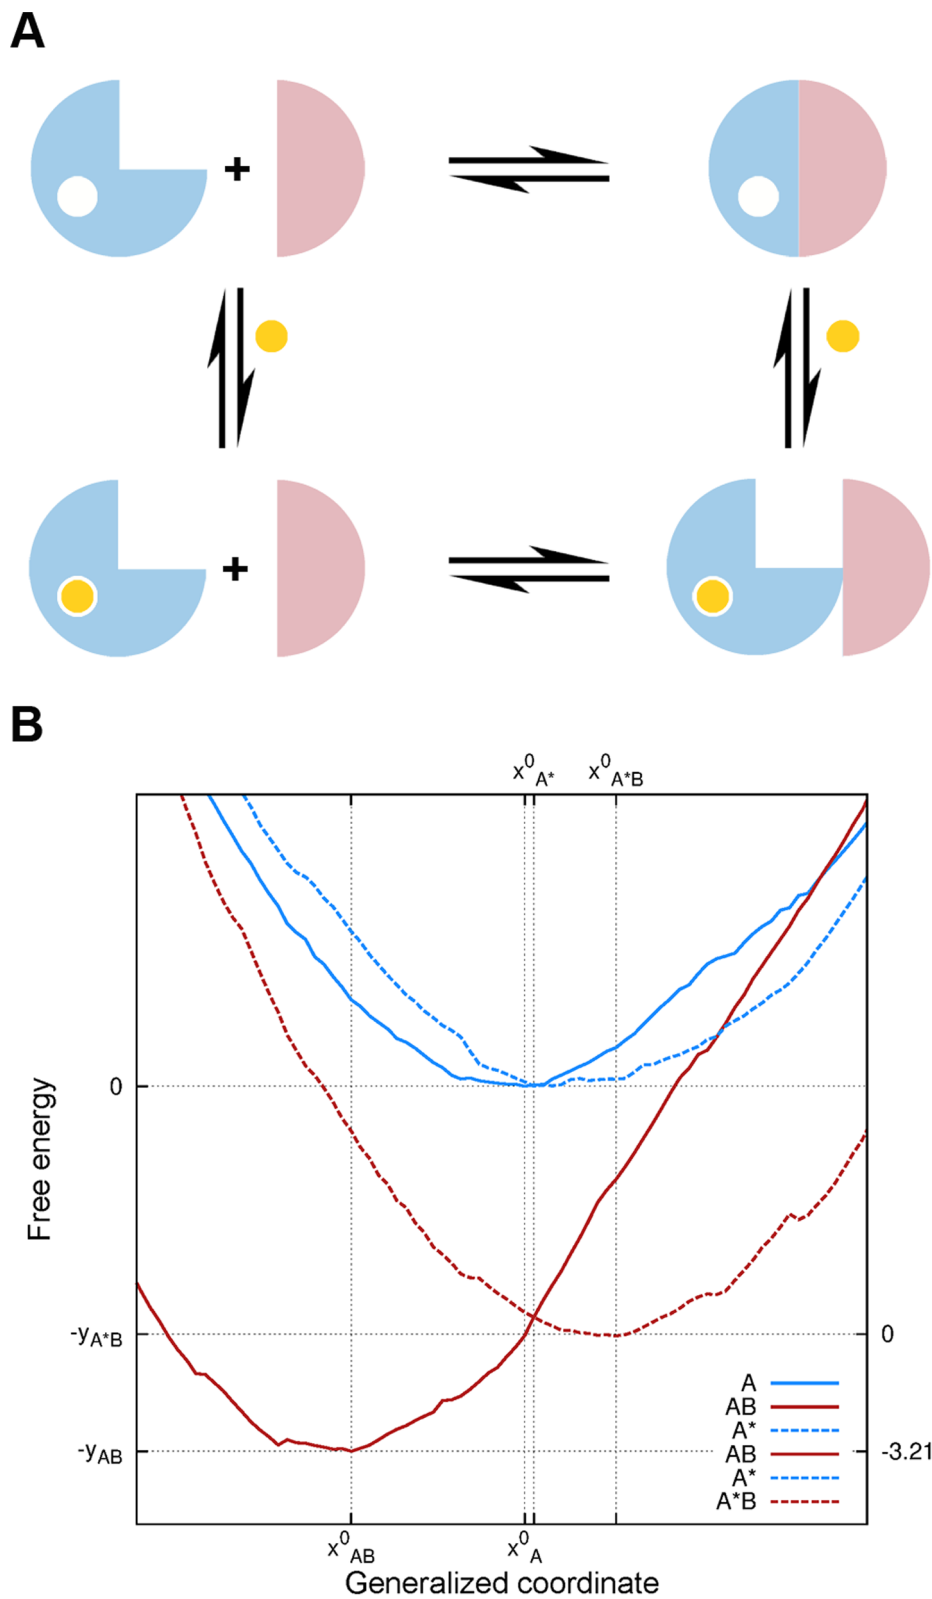 A
+
+
B
x⁰A* x⁰A*B
0
-yA*B 0
-yAB -3.21
Free energy
A
AB
A*
AB
A*
A*B
x⁰AB x⁰A
Generalized coordinate